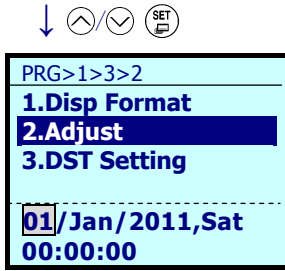 SET
PRG>1>3>2
1.Disp Format
2.Adjust
3.DST Setting
01/Jan/2011,Sat
00:00:00